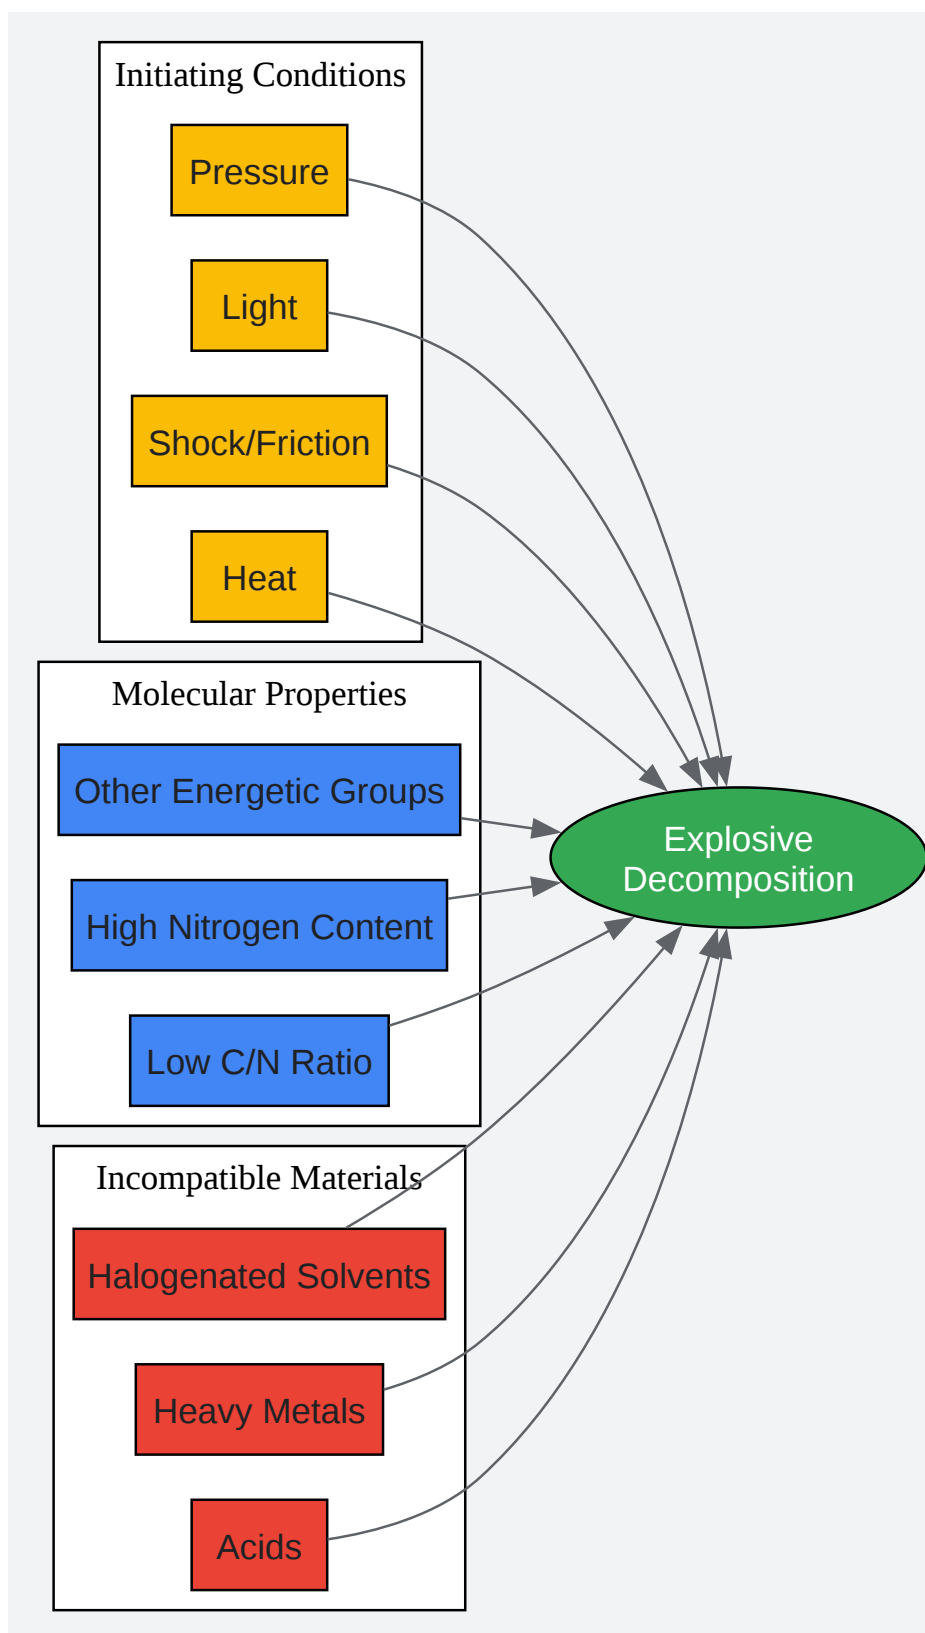 Initiating Conditions
Pressure
Light
Shock/Friction
Heat
Molecular Properties
Other Energetic Groups
High Nitrogen Content
Low C/N Ratio
Explosive
Decomposition
Incompatible Materials
Halogenated Solvents
Heavy Metals
Acids